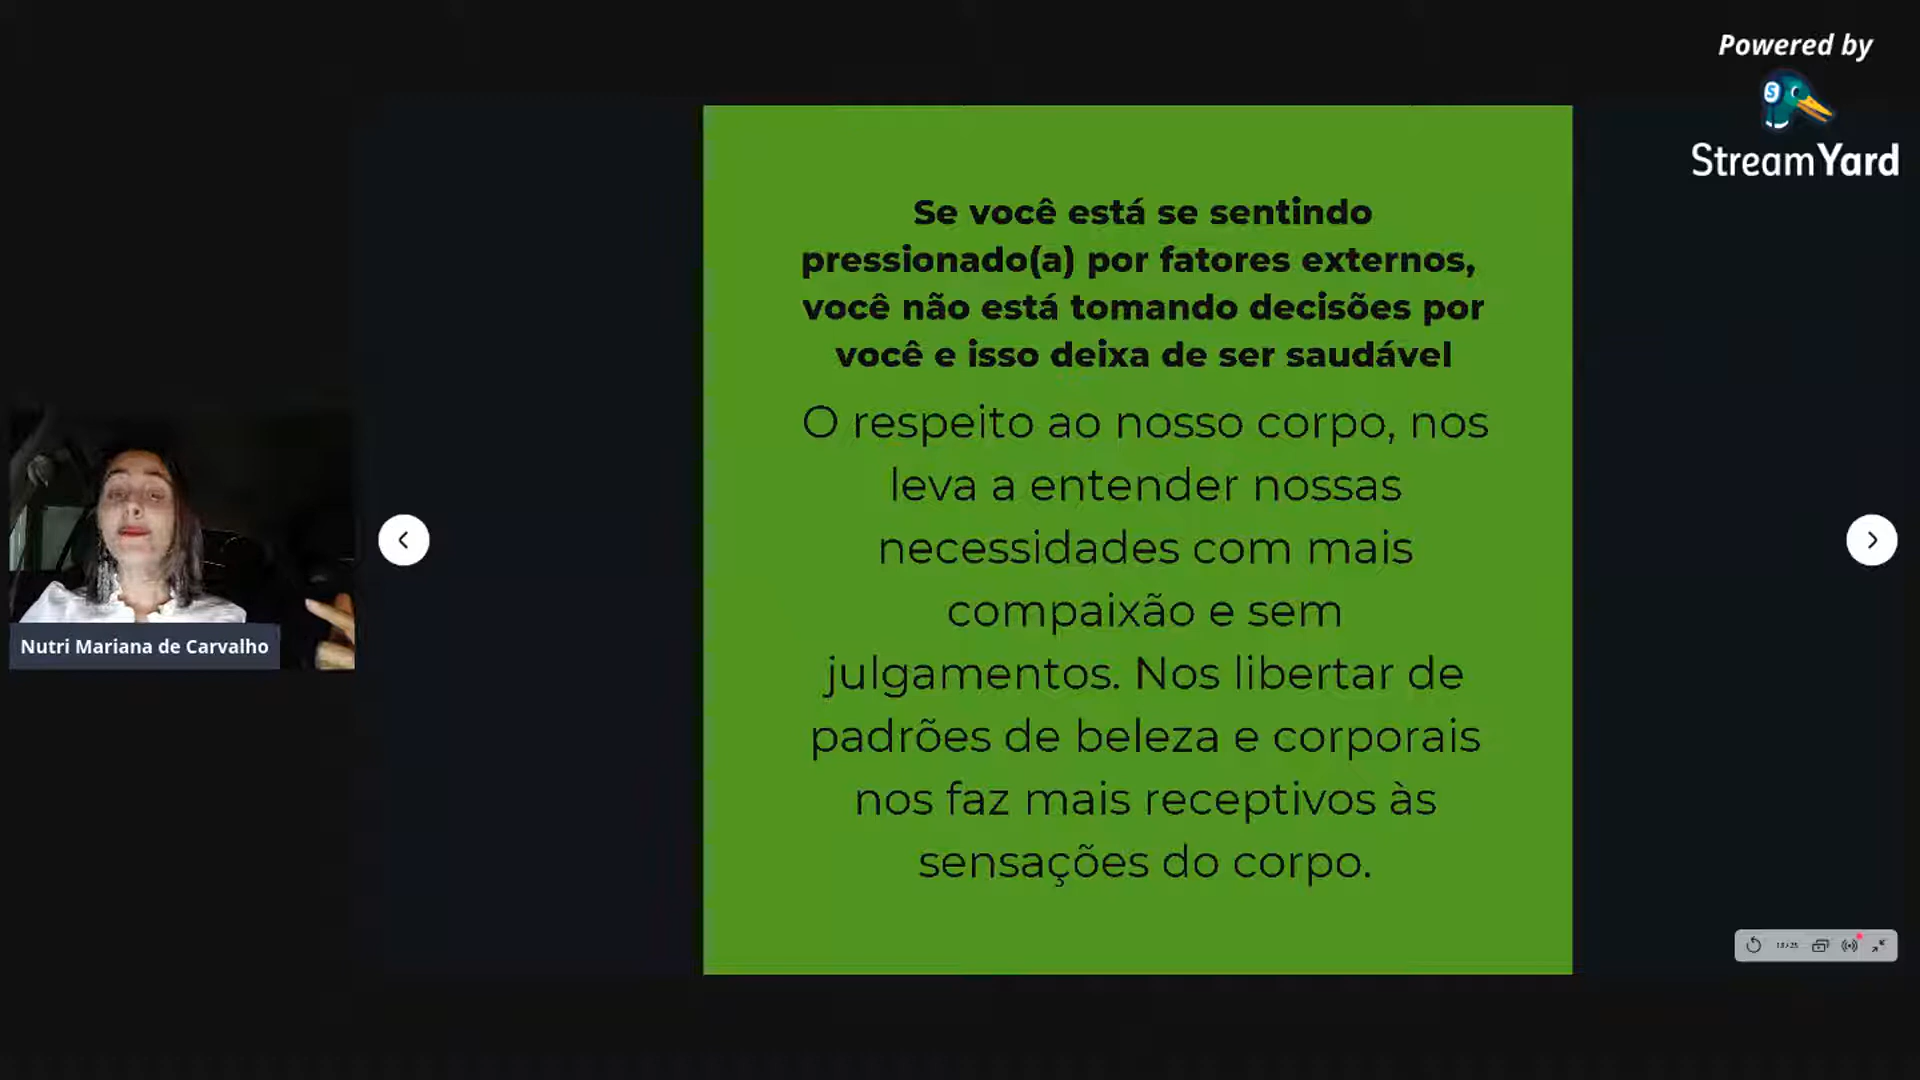 Powered by
StreamYard
Se você está se sentindo
pressionado(a) por fatores externos,
você não está tomando decisões por
você e isso deixa de ser saudável
O respeito ao nosso corpo, nos
leva a entender nossas
necessidades com mais
compaixão e sem
julgamentos. Nos libertar de
padrões de beleza e corporais
nos faz mais receptivos às
sensações do corpo.
Nutri Mariana de Carvalho